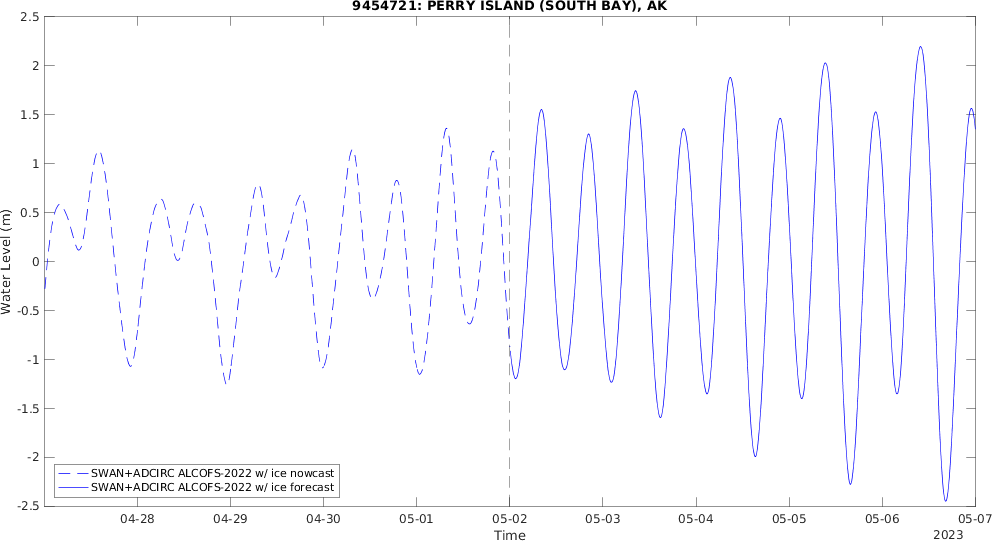 9454721: PERRY ISLAND (SOUTH BAY), AK
2.5
2
1.5
1
0.5
0
-0.5
-1
-1.5
-2
-2.5
Water Level (m)
SWAN+ADCIRC ALCOFS-2022 w/ ice nowcast
SWAN+ADCIRC ALCOFS-2022 w/ ice forecast
04-28 04-29 04-30 05-01 05-02 05-03 05-04 05-05 05-06 05-07
Time
2023